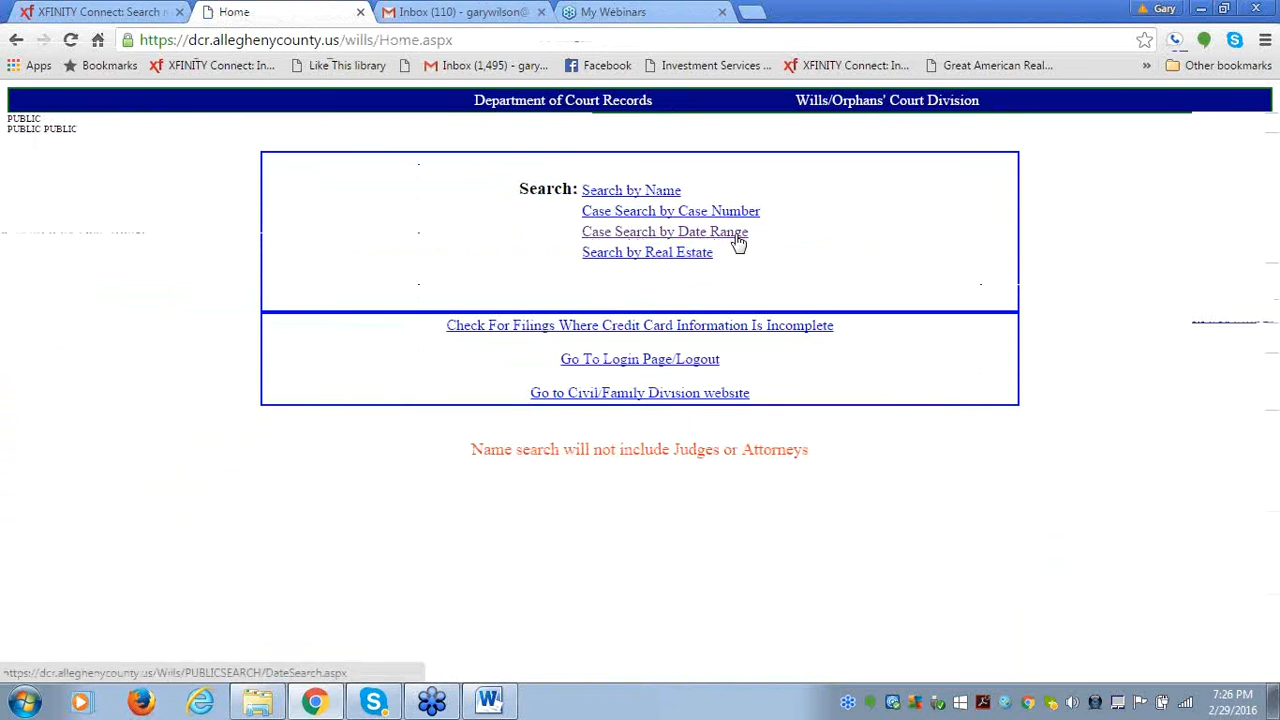 XFINITY Connect: Search r
Home
Inbox (110) - garywilson@
My Webinars
Gary
https://dcr.alleghenycounty.us/wills/Home.aspx
Apps
Bookmarks
XFINITY Connect: In...
Like This library
Inbox (1,495) - gary...
Facebook
Investment Services ...
XFINITY Connect: In...
Great American Real...
»
Other bookmarks
Department of Court Records
Wills/Orphans' Court Division
PUBLIC
PUBLIC PUBLIC
Search:
Search by Name
Case Search by Case Number
Case Search by Date Range
Search by Real Estate
Check For Filings Where Credit Card Information Is Incomplete
Go To Login Page/Logout
Go to Civil/Family Division website
Name search will not include Judges or Attorneys
https://dcr.alleghenycounty.us/Wills/PUBLICSEARCH/DateSearch.aspx
7:26 PM
2/29/2016